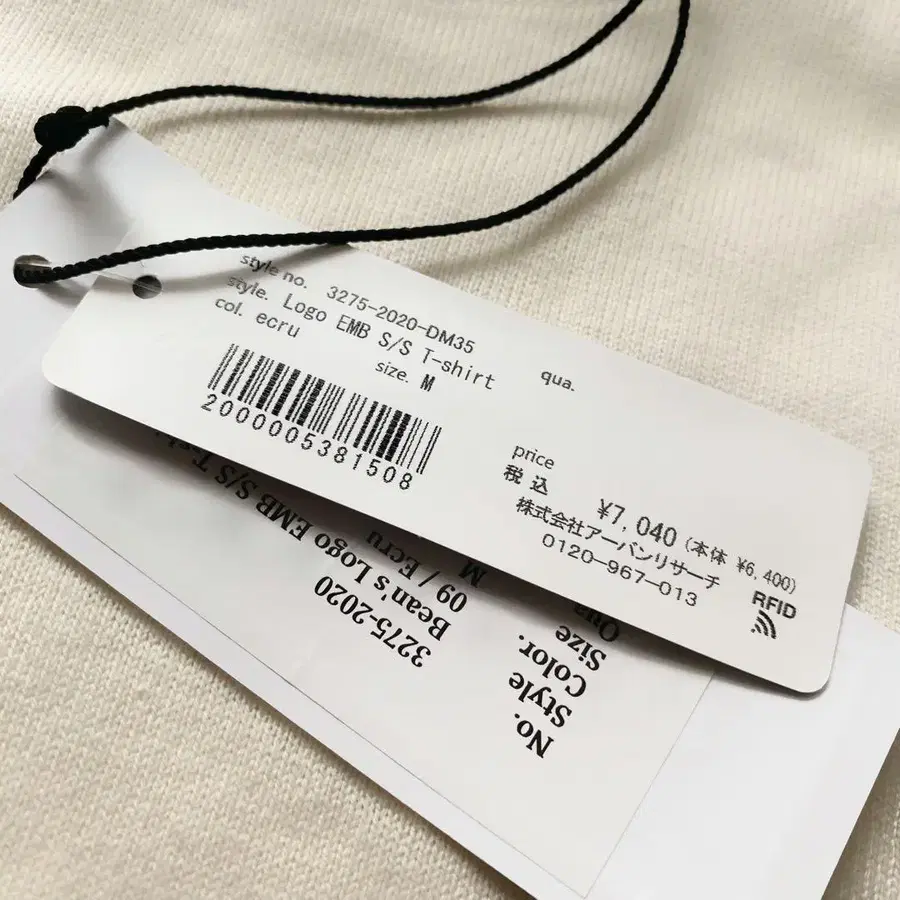 style no. 3275-2020-DM35
style. Logo EMB S/S T-shirt
col. ecru
size. M
qua.
2000005381508
price
税込 ¥7,040 (本体 ¥6,400)
株式会社アーバンリサーチ
0120-967-013
RFID
No. 3275-2020
Style Bean's Logo EMB S/S T-sh
Color. 09 / Ecru
Size M